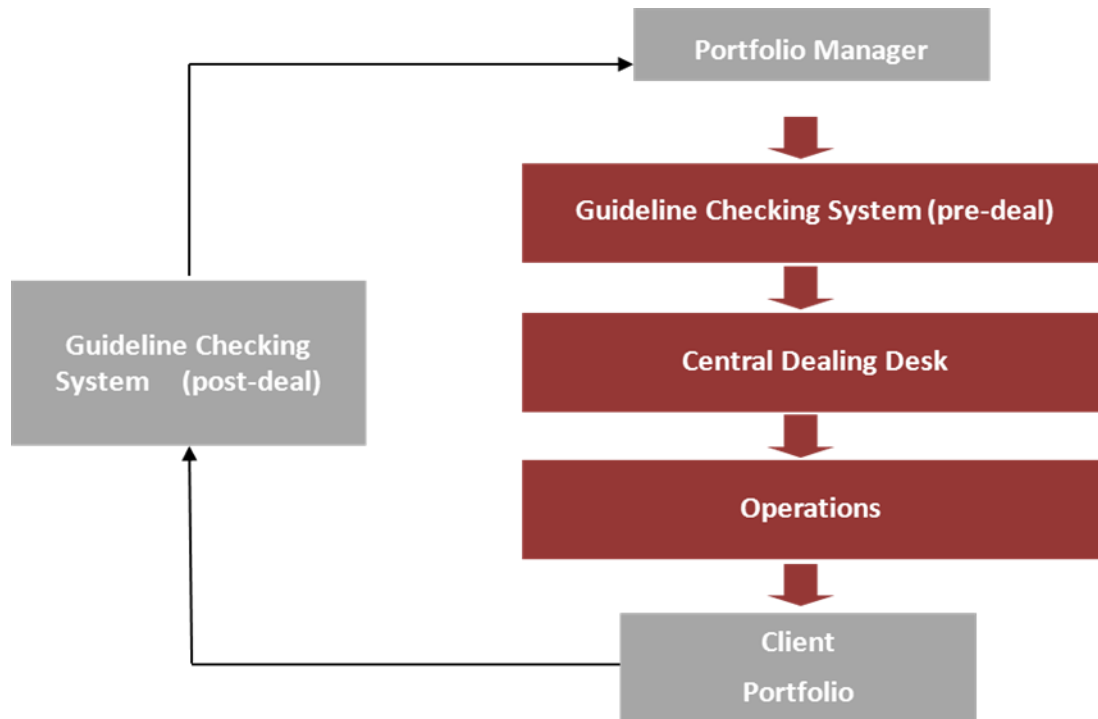 Portfolio Manager
Guideline Checking System (pre-deal)
Central Dealing Desk
Operations
Client
Portfolio
Guideline Checking
System (post-deal)